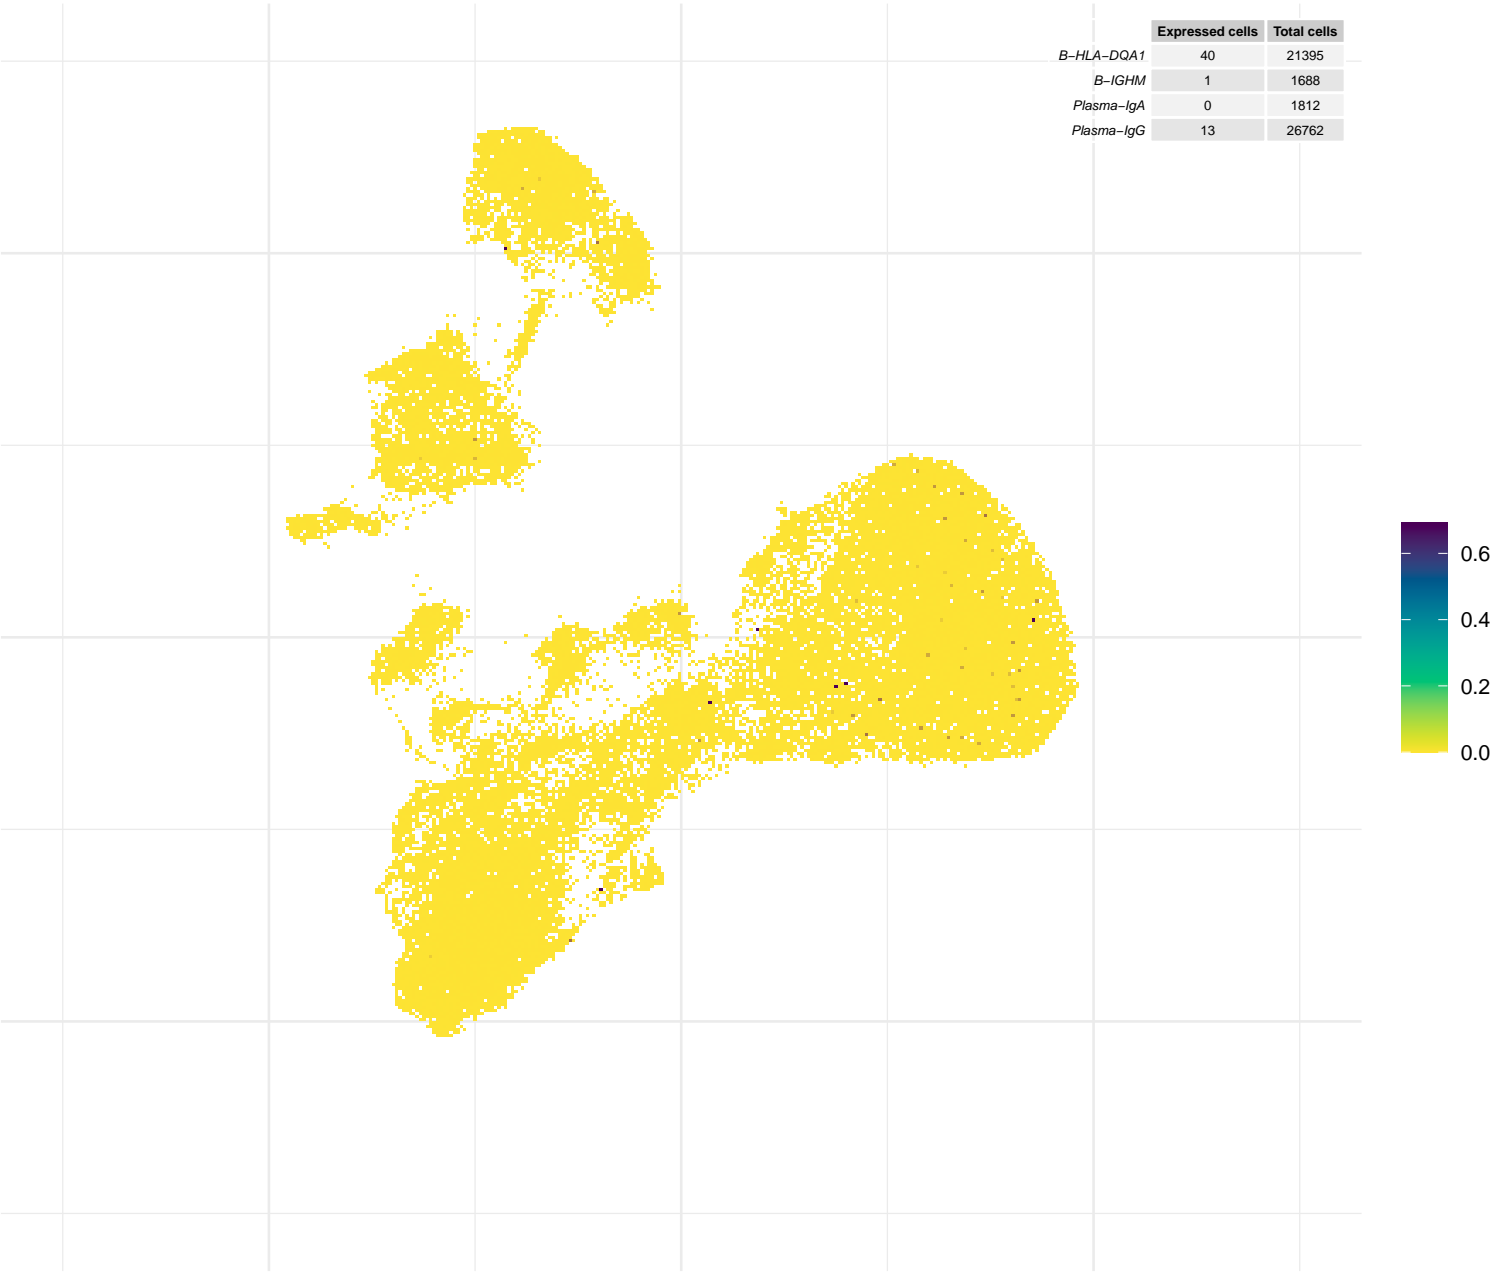 Expressed cells Total cells
B−HLA−DQA1 40 21395
B−IGHM 1 1688
Plasma−IgA 0 1812
Plasma−IgG 13 26762
0.6
0.4
0.2
0.0